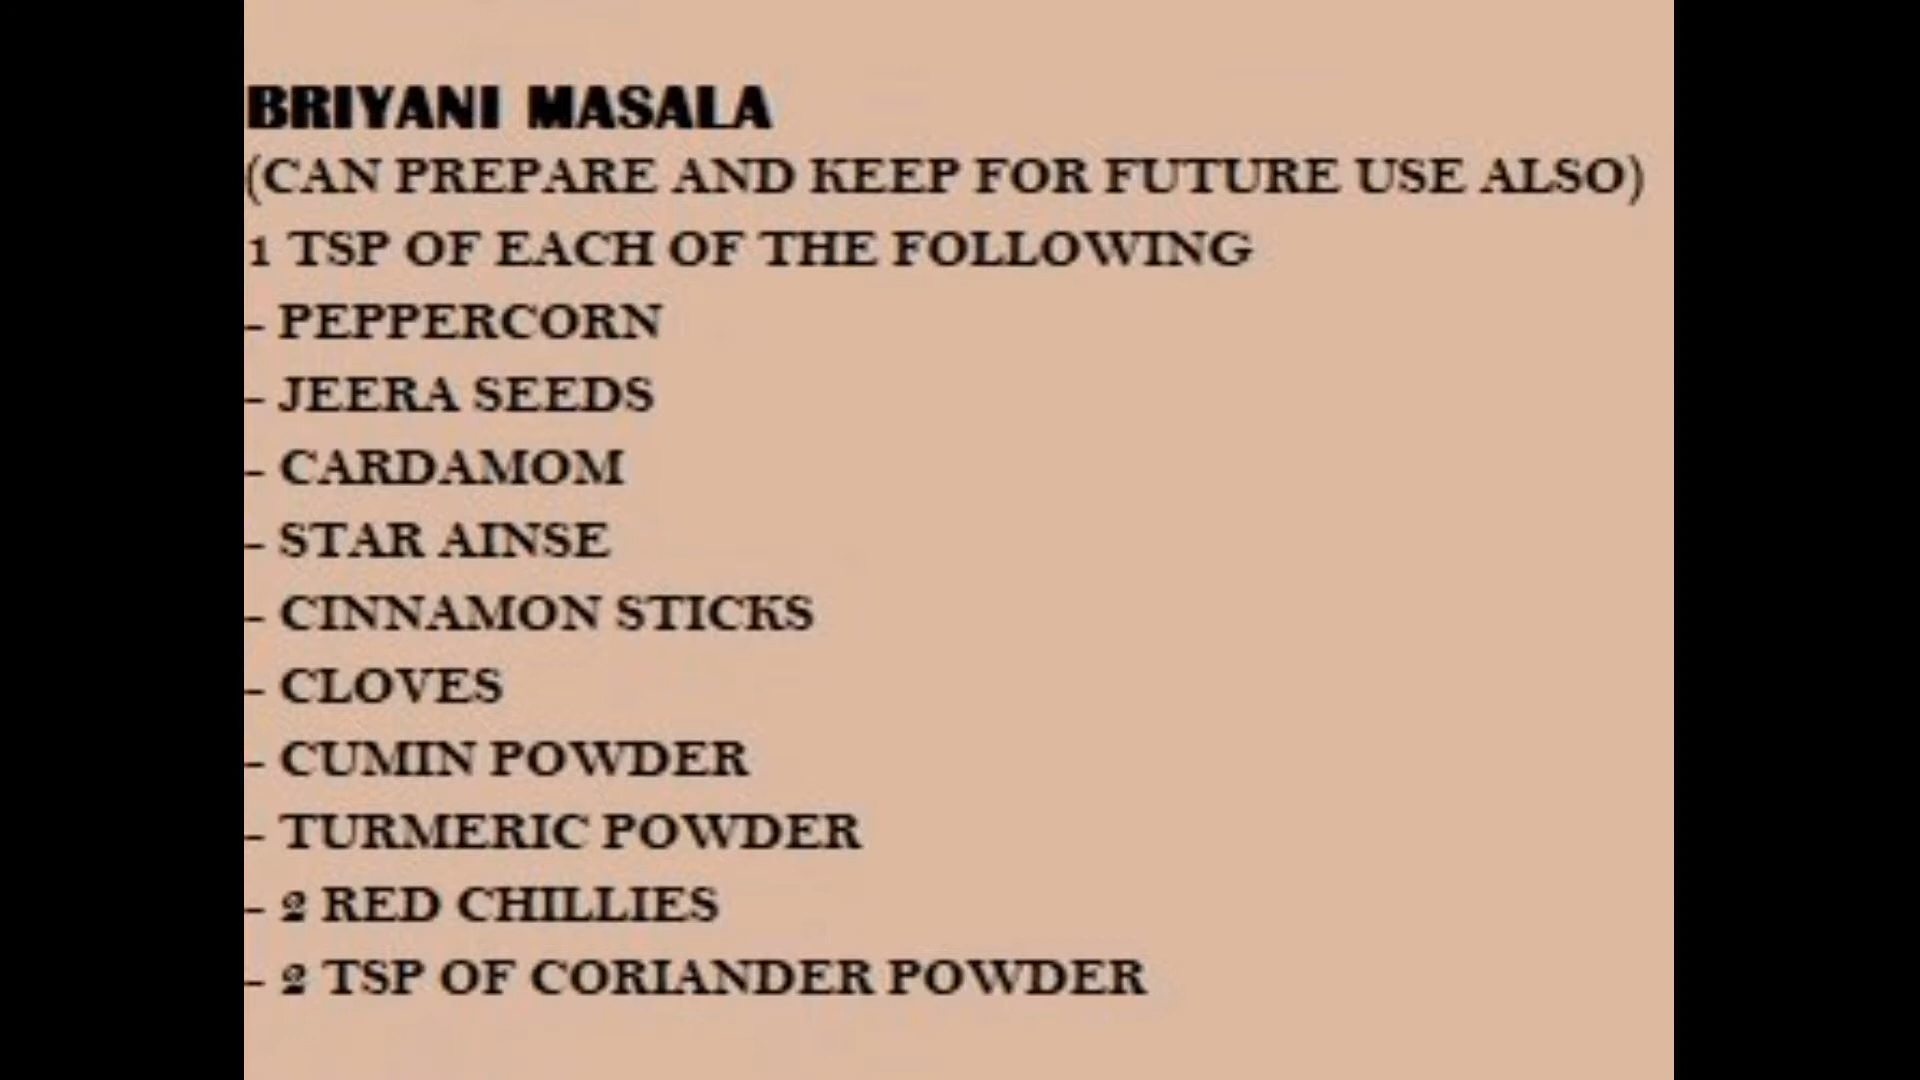 BRIYANI MASALA
(CAN PREPARE AND KEEP FOR FUTURE USE ALSO)
1 TSP OF EACH OF THE FOLLOWING
- PEPPERCORN
- JEERA SEEDS
- CARDAMOM
- STAR AINSE
- CINNAMON STICKS
- CLOVES
- CUMIN POWDER
- TURMERIC POWDER
- 2 RED CHILLIES
- 2 TSP OF CORIANDER POWDER